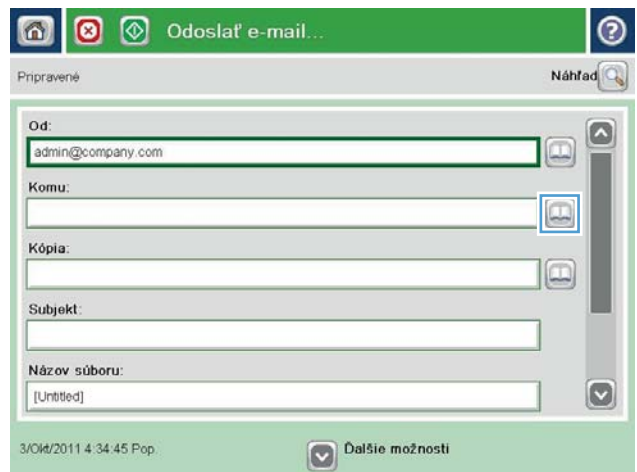 Odoslať e-mail...
Pripravené
Náhľad
Od:
admin@company.com
Komu:
Kópia:
Subjekt:
Názov súboru:
[Untitled]
3/Okt/2011 4:34:45 Pop.
Ďalšie možnosti